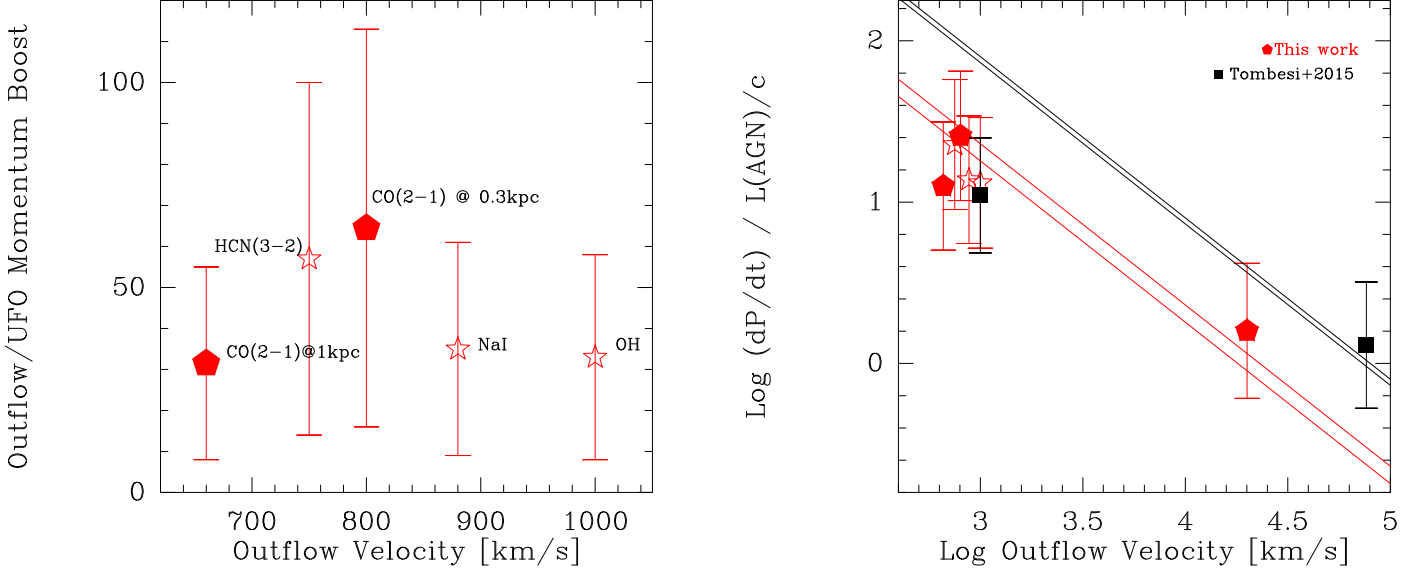 Outflow/UFO Momentum Boost
100
50
0
CO(2-1) @ 0.3kpc
HCN(3-2)
CO(2-1)@1kpc
NaI
OH
700 800 900 1000
Outflow Velocity [km/s]
Log (dP/dt) / L(AGN)/c
2
1
0
This work
Tombesi+2015
3 3.5 4 4.5 5
Log Outflow Velocity [km/s]